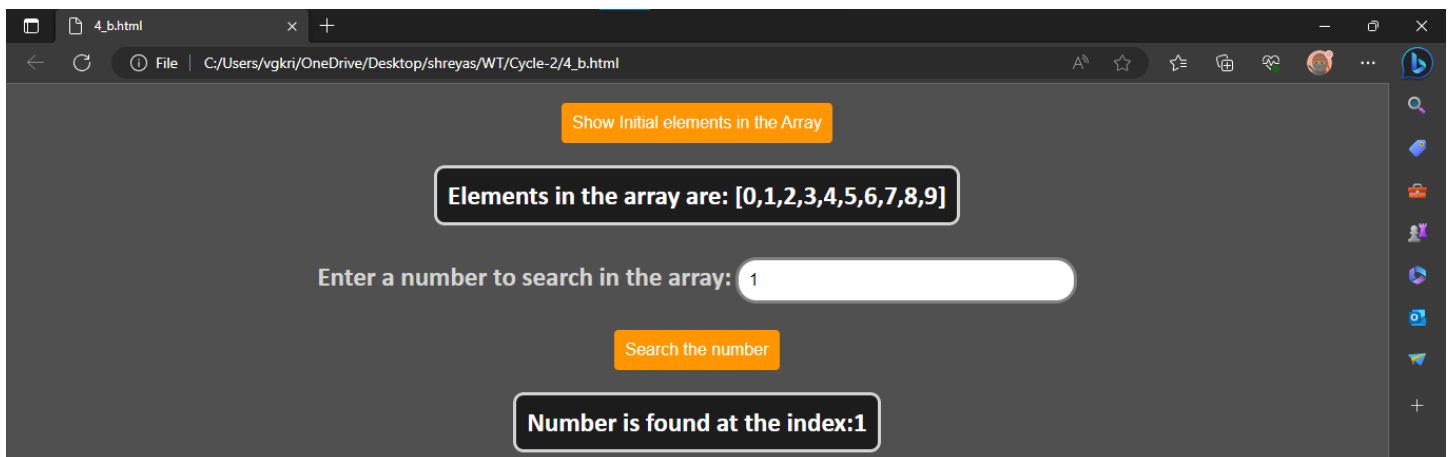 4_b.html
File C:/Users/vgkri/OneDrive/Desktop/shreyas/WT/Cycle-2/4_b.html
Show Initial elements in the Array
Elements in the array are: [0,1,2,3,4,5,6,7,8,9]
Enter a number to search in the array: 1
Search the number
Number is found at the index:1